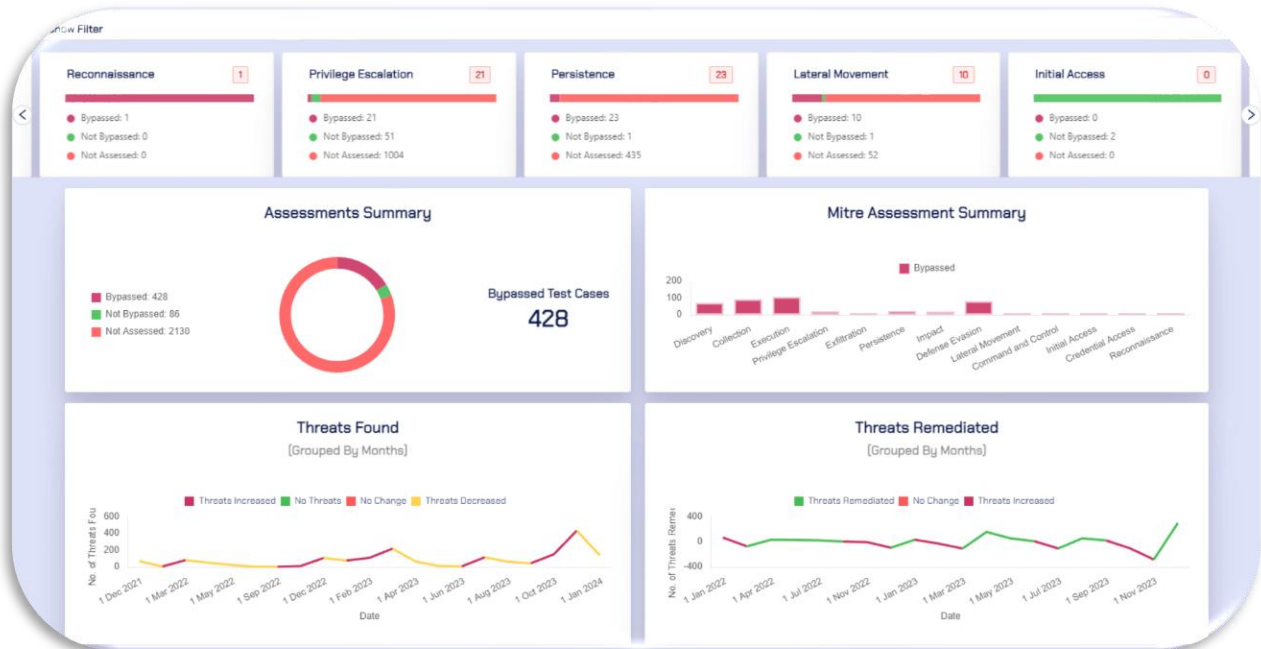 Show Filter
Reconnaissance 1
Bypassed: 1
Not Bypassed: 0
Not Assessed: 0
Privilege Escalation 21
Bypassed: 21
Not Bypassed: 51
Not Assessed: 1004
Persistence 23
Bypassed: 23
Not Bypassed: 1
Not Assessed: 435
Lateral Movement 10
Bypassed: 10
Not Bypassed: 1
Not Assessed: 52
Initial Access 0
Bypassed: 0
Not Bypassed: 2
Not Assessed: 0
Assessments Summary
Bypassed: 428
Not Bypassed: 86
Not Assessed: 2130
Bypassed Test Cases
428
Mitre Assessment Summary
Bypassed
200
100
0
Discovery
Collection
Execution
Privilege Escalation
Exfiltration
Persistence
Impact
Defense Evasion
Lateral Movement
Command and Control
Initial Access
Credential Access
Reconnaissance
Threats Found
(Grouped By Months)
Threats Increased No Threats No Change Threats Decreased
No. of Threats Fou
600
400
200
0
1 Dec 2021
1 Mar 2022
1 May 2022
1 Sep 2022
1 Dec 2022
1 Feb 2023
1 Apr 2023
1 Jun 2023
1 Aug 2023
1 Oct 2023
1 Jan 2024
Date
Threats Remediated
(Grouped By Months)
Threats Remediated No Change Threats Increased
No. of Threats Remed
400
0
-400
1 Jan 2022
1 Apr 2022
1 Jul 2022
1 Nov 2022
1 Jan 2023
1 Mar 2023
1 May 2023
1 Jul 2023
1 Sep 2023
1 Nov 2023
Date